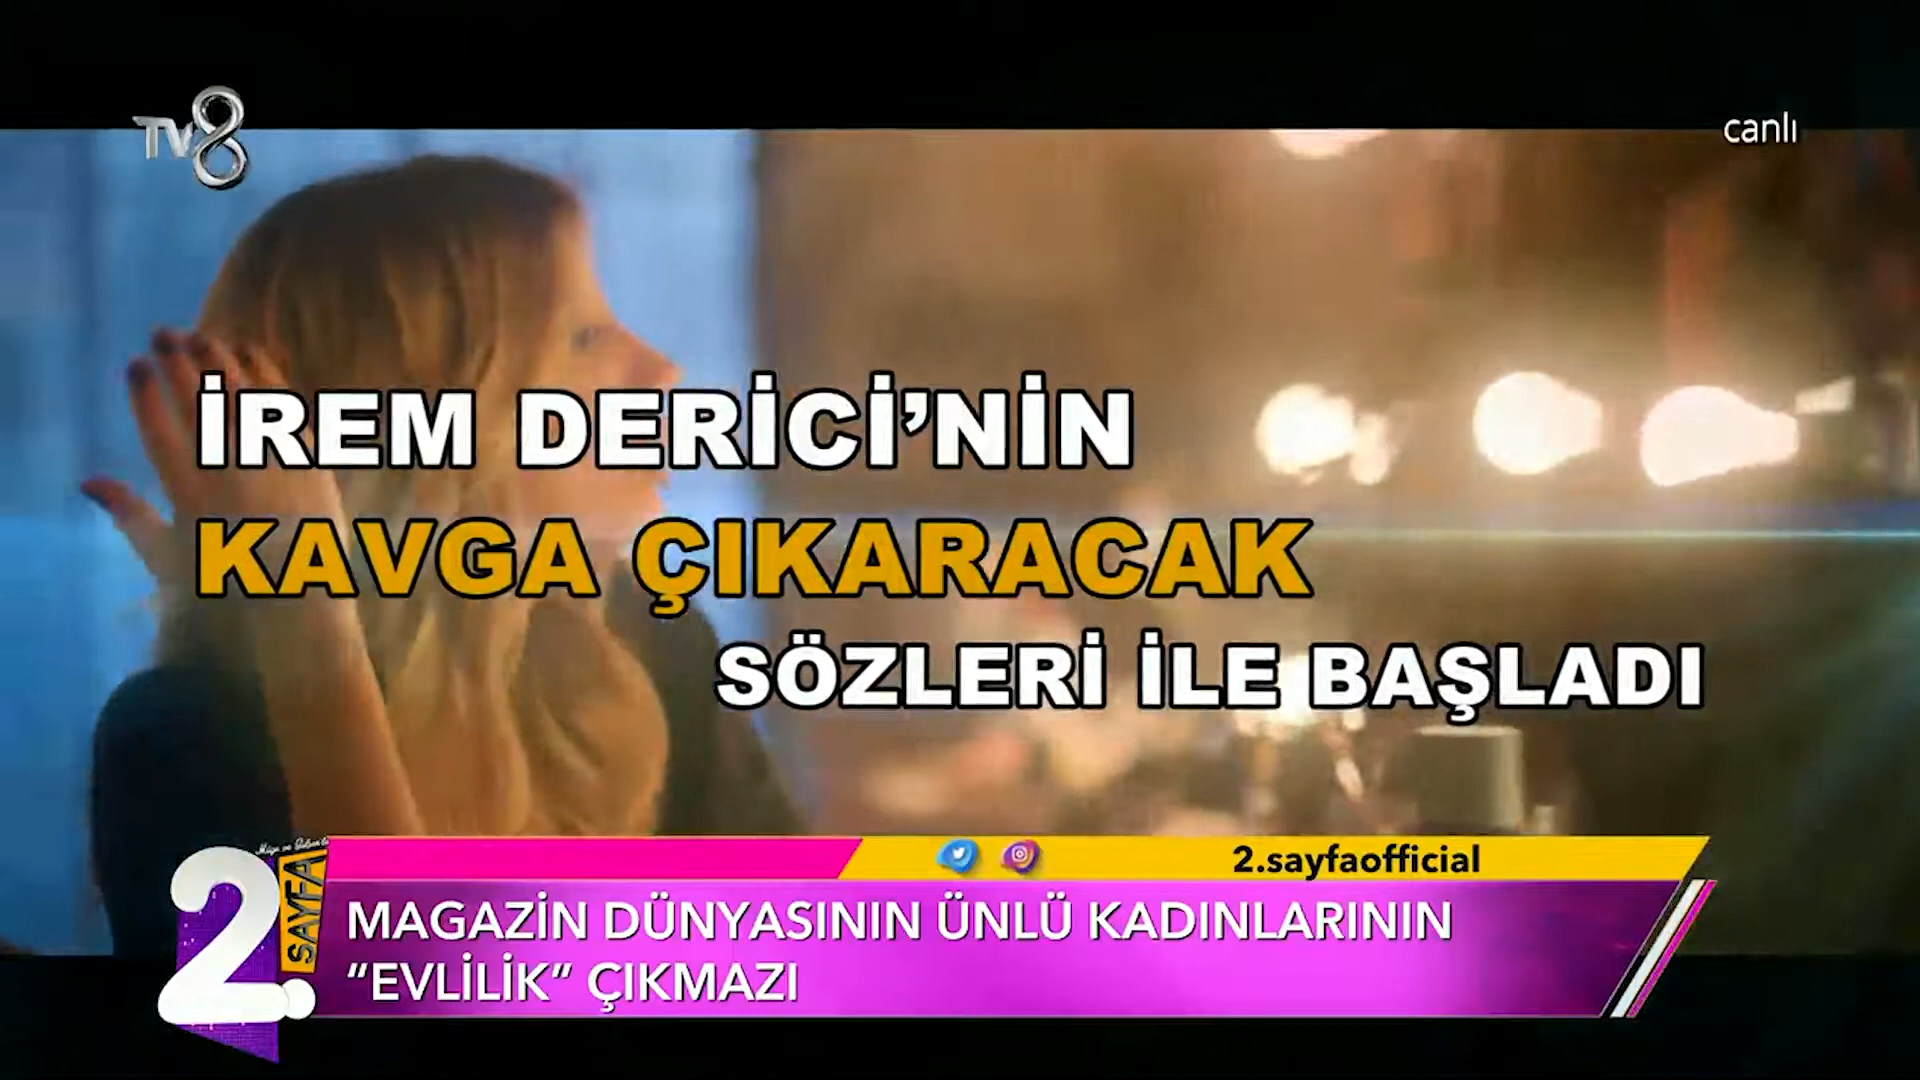 TV8
canlı
İREM DERİCİ’NİN
KAVGA ÇIKARACAK
SÖZLERİ İLE BAŞLADI
2.sayfaofficial
2. SAYFA
MAGAZİN DÜNYASININ ÜNLÜ KADINLARININ
“EVLİLİK” ÇIKMAZI